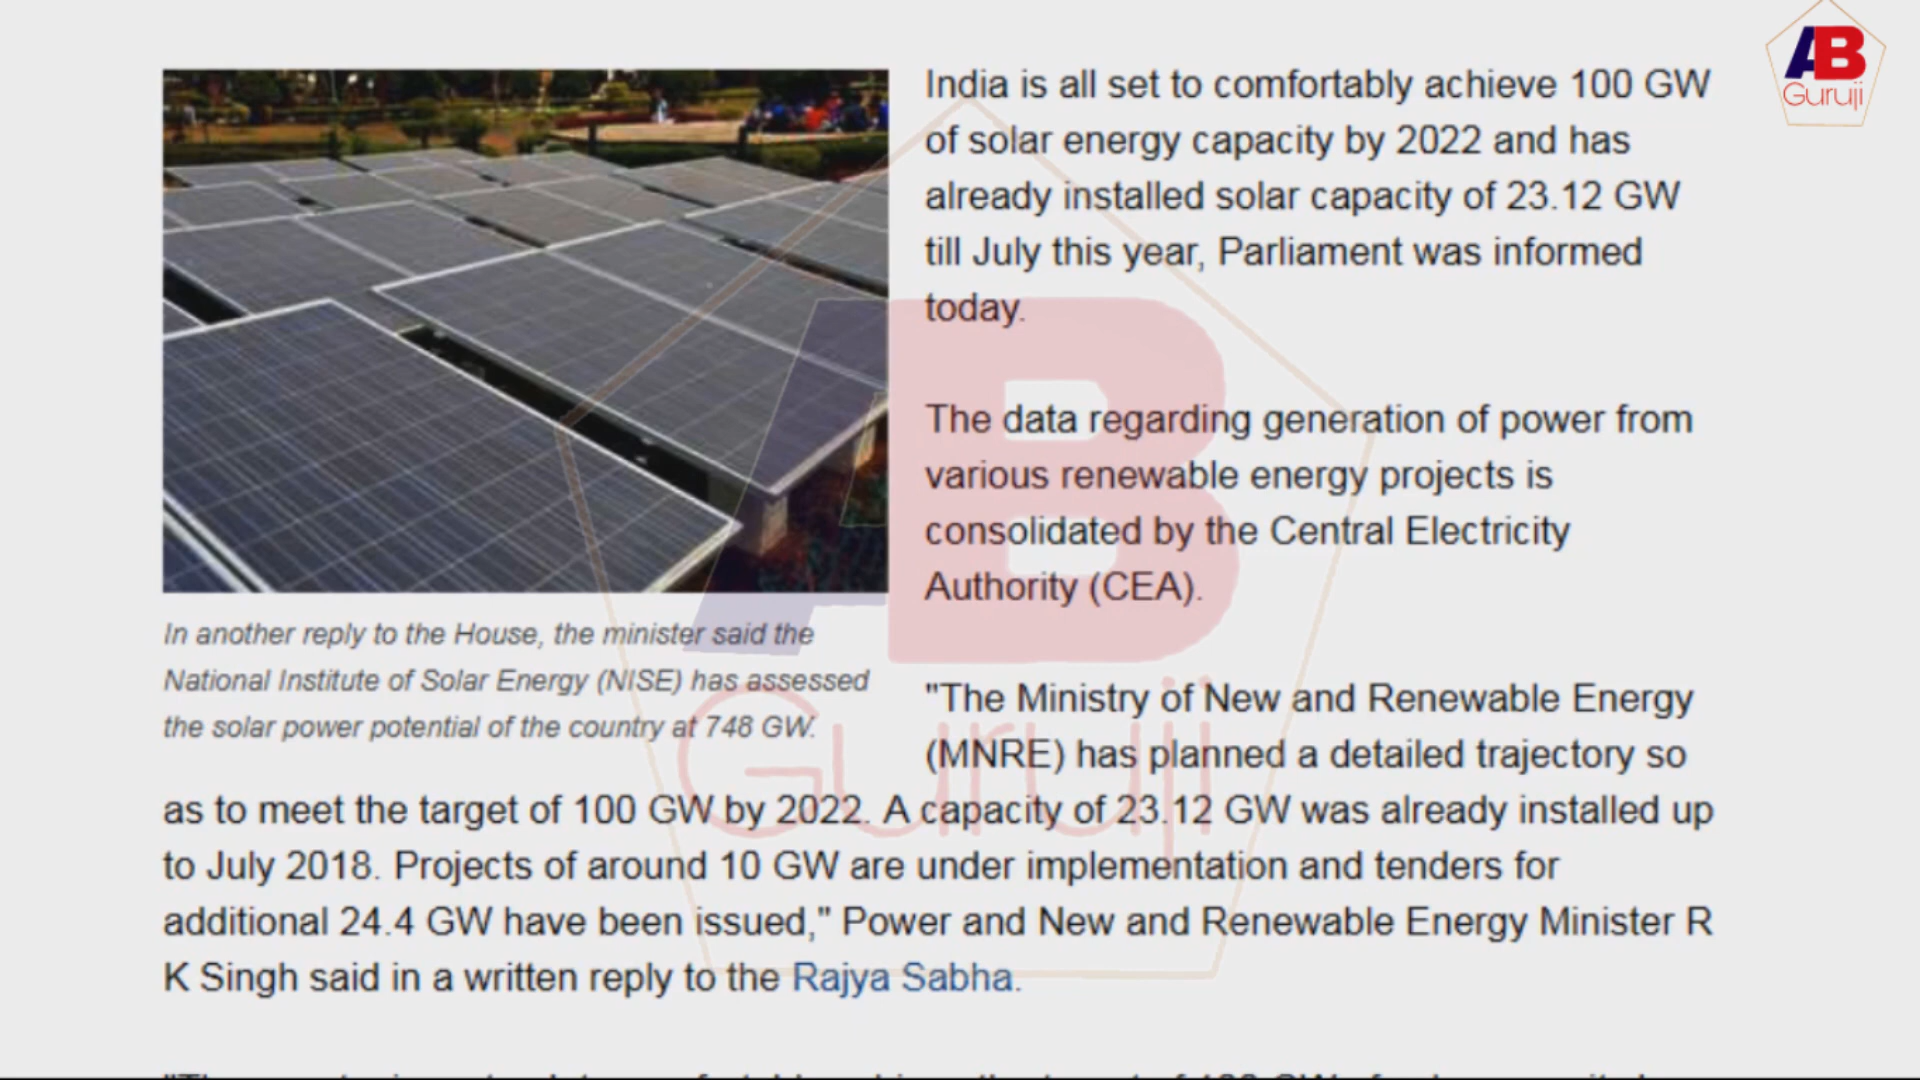 AB
Guruji
India is all set to comfortably achieve 100 GW
of solar energy capacity by 2022 and has
already installed solar capacity of 23.12 GW
till July this year, Parliament was informed
today.
The data regarding generation of power from
various renewable energy projects is
consolidated by the Central Electricity
Authority (CEA).
In another reply to the House, the minister said the
National Institute of Solar Energy (NISE) has assessed
the solar power potential of the country at 748 GW.
"The Ministry of New and Renewable Energy
(MNRE) has planned a detailed trajectory so
as to meet the target of 100 GW by 2022. A capacity of 23.12 GW was already installed up
to July 2018. Projects of around 10 GW are under implementation and tenders for
additional 24.4 GW have been issued," Power and New and Renewable Energy Minister R
K Singh said in a written reply to the Rajya Sabha.
AB
Guruji